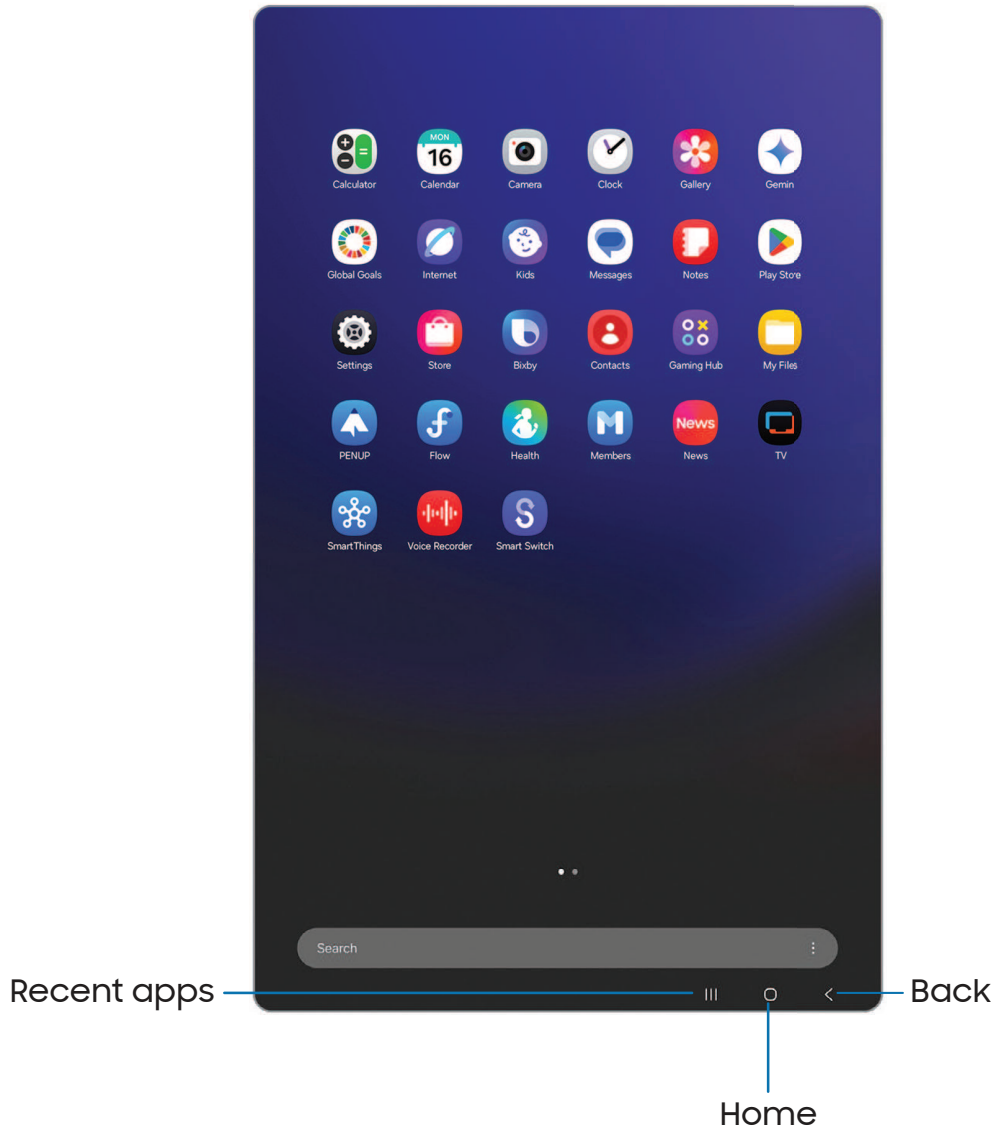 MON
16
Calculator Calendar Camera Clock Gallery Gemin
Global Goals Internet Kids Messages Notes Play Store
Settings Store Bixby Contacts Gaming Hub My Files
News
PENUP Flow Health Members News TV
SmartThings Voice Recorder Smart Switch
Search
Recent apps
Back
Home